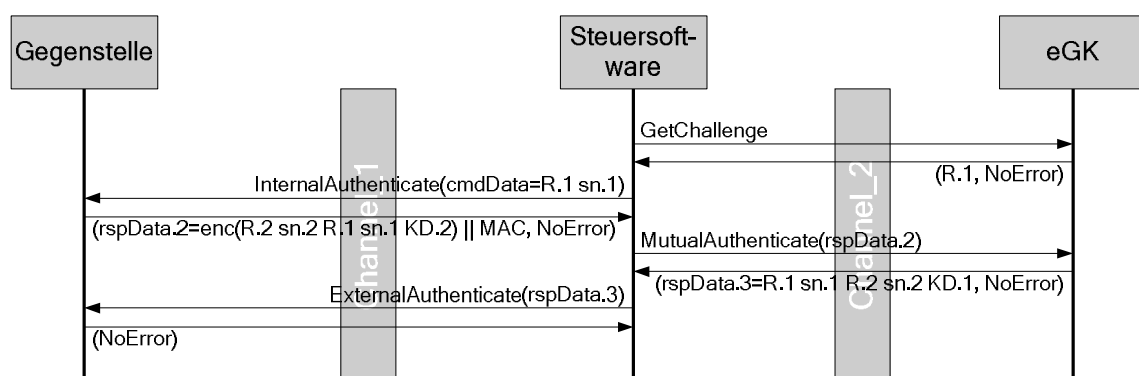 Gegenstelle
Steuersoft-
ware
eGK
GetChallenge
(R.1, NoError)
InternalAuthenticate(cmdData=R.1 sn.1)
(rspData.2=enc(R.2 sn.2 R.1 sn.1 KD.2) || MAC, NoError)
MutualAuthenticate(rspData.2)
(rspData.3=R.1 sn.1 R.2 sn.2 KD.1, NoError)
ExternalAuthenticate(rspData.3)
(NoError)
Channel_1
Channel_2